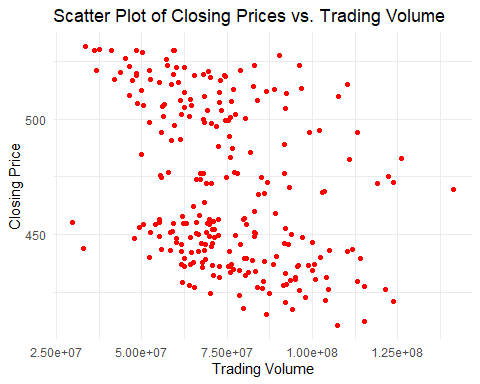 Scatter Plot of Closing Prices vs. Trading Volume
Closing Price
500
450
2.50e+07 5.00e+07 7.50e+07 1.00e+08 1.25e+08
Trading Volume